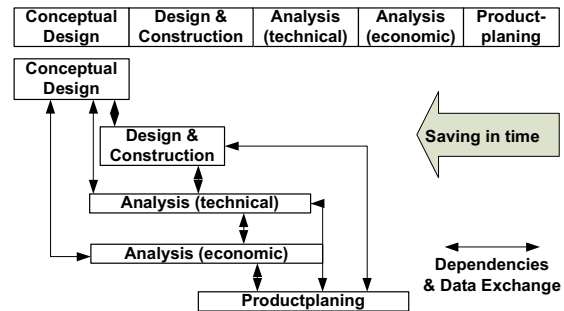 Conceptual Design
Design & Construction
Analysis (technical)
Analysis (economic)
Product-planing
Conceptual
Design
Design &
Construction
Saving in time
Analysis (technical)
Analysis (economic)
Dependencies
& Data Exchange
Productplaning